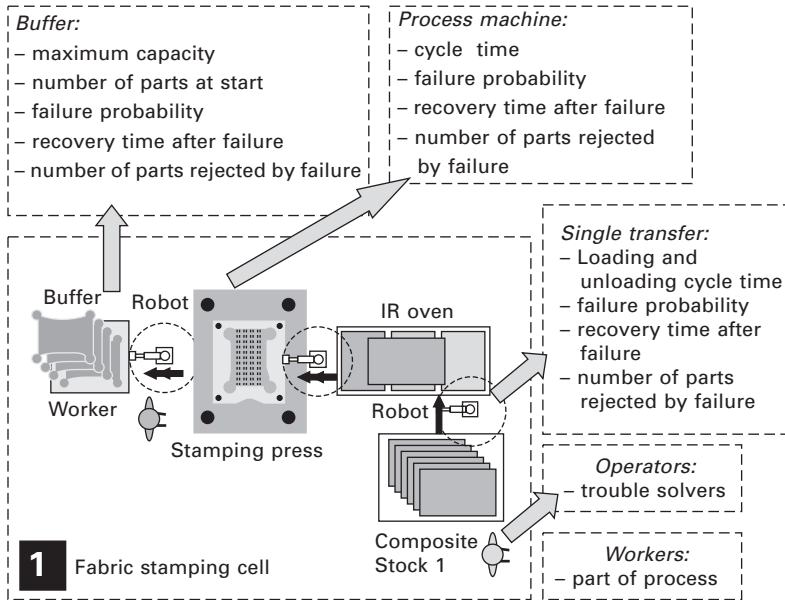 Buffer:
– maximum capacity
– number of parts at start
– failure probability
– recovery time after failure
– number of parts rejected by failure
Process machine:
– cycle time
– failure probability
– recovery time after failure
– number of parts rejected
by failure
Single transfer:
– Loading and
unloading cycle time
– failure probability
– recovery time after
failure
– number of parts
rejected by failure
Buffer
Robot
IR oven
Worker
Robot
Stamping press
Composite
Stock 1
Operators:
– trouble solvers
Workers:
– part of process
1 Fabric stamping cell